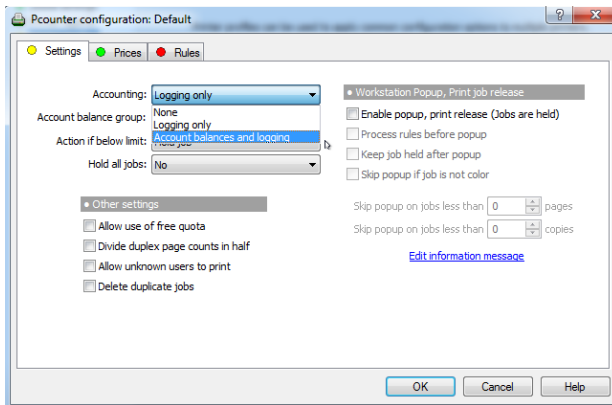 Pcounter configuration: Default
Settings
Prices
Rules
Accounting: Logging only
None
Logging only
Account balances and logging
Account balance group:
Action if below limit: Hold job
Hold all jobs: No
• Other settings
Allow use of free quota
Divide duplex page counts in half
Allow unknown users to print
Delete duplicate jobs
• Workstation Popup, Print job release
Enable popup, print release (Jobs are held)
Process rules before popup
Keep job held after popup
Skip popup if job is not color
Skip popup on jobs less than 0 pages
Skip popup on jobs less than 0 copies
Edit information message
OK
Cancel
Help